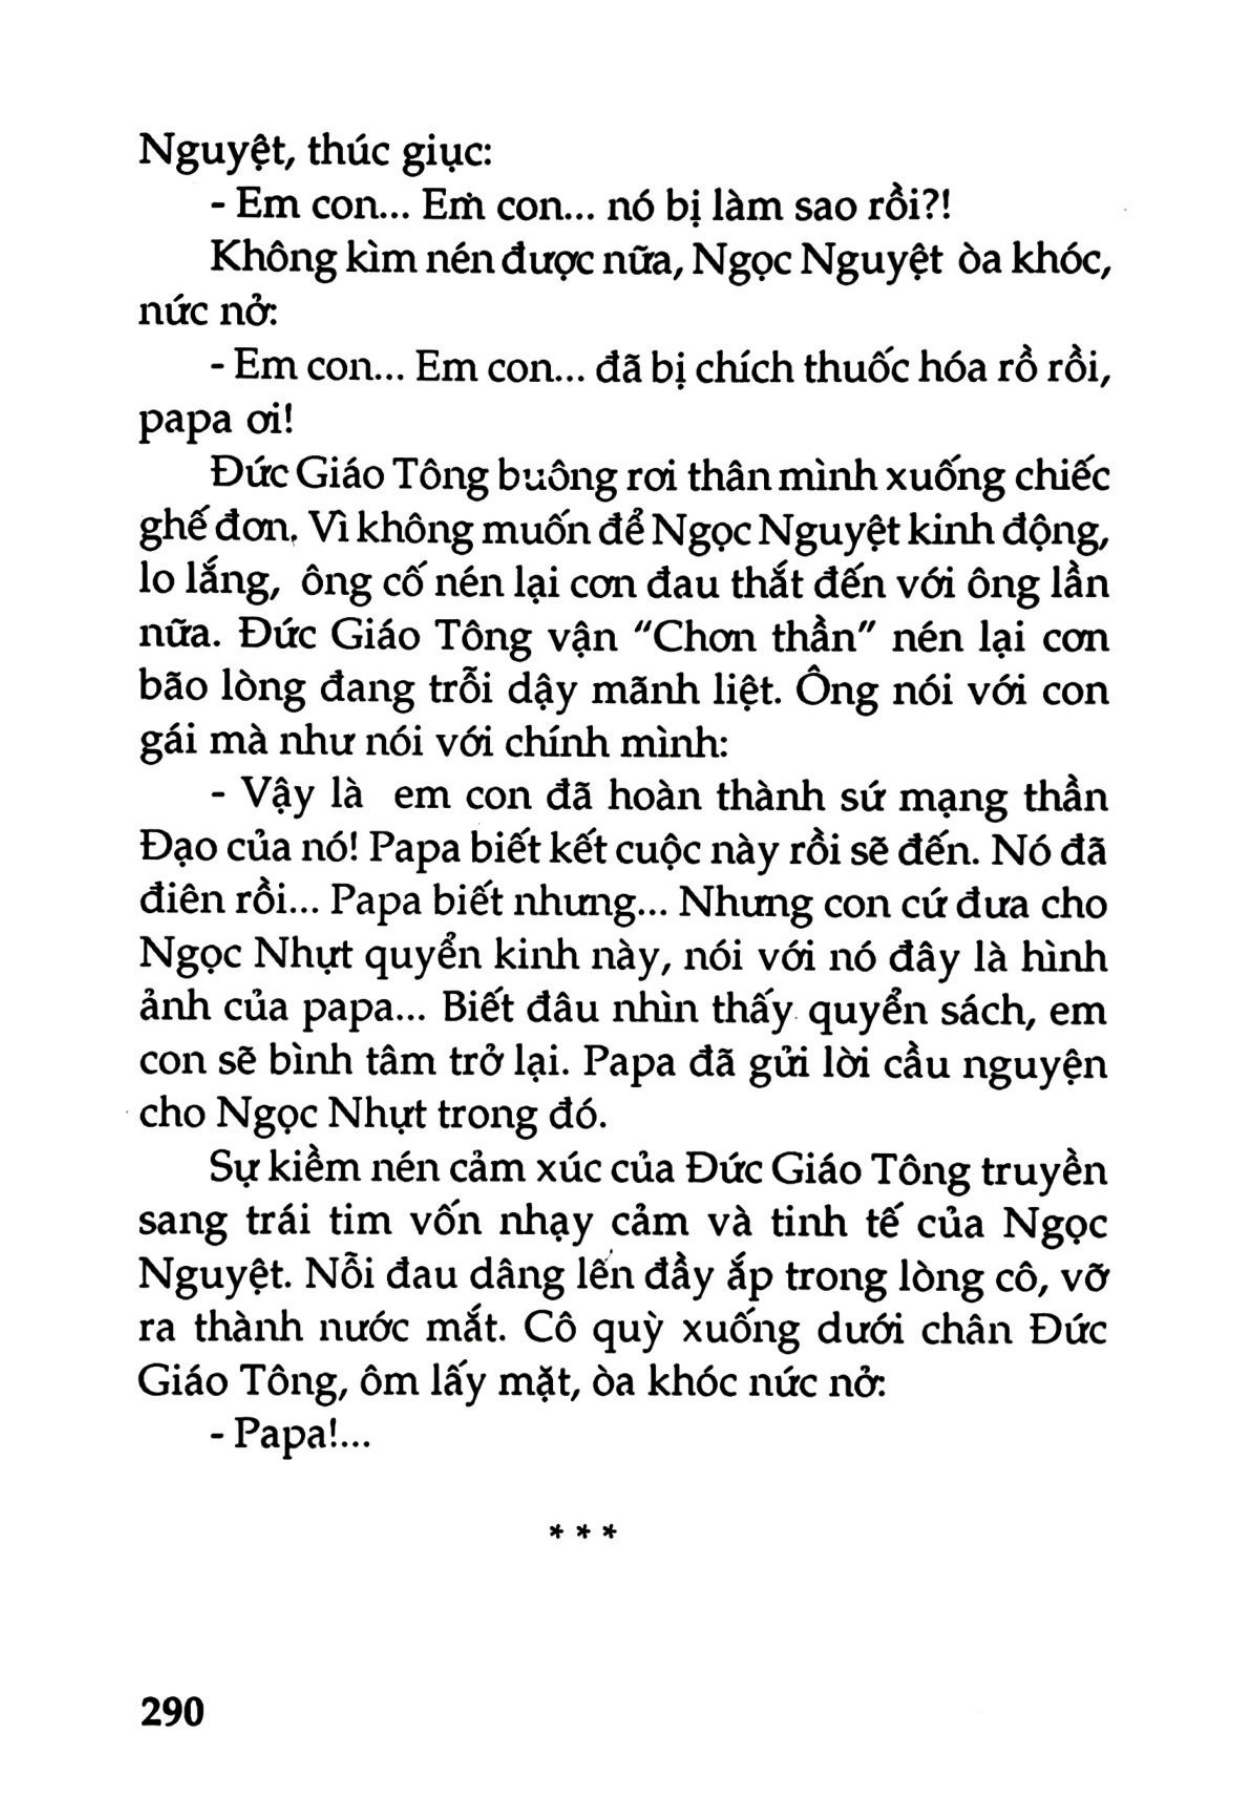 Nguyệt, thúc giục:
- Em con... Em con... nó bị làm sao rồi?!
Không kìm nén được nữa, Ngọc Nguyệt òa khóc,
nức nở:
- Em con... Em con... đã bị chích thuốc hóa rồ rồi,
papa ơi!
Đức Giáo Tông buông rơi thân mình xuống chiếc
ghế đơn. Vì không muốn để Ngọc Nguyệt kinh động,
lo lắng, ông cố nén lại cơn đau thắt đến với ông lần
nữa. Đức Giáo Tông vận "Chơn thần" nén lại cơn
bão lòng đang trỗi dậy mãnh liệt. Ông nói với con
gái mà như nói với chính mình:
- Vậy là em con đã hoàn thành sứ mạng thần
Đạo của nó! Papa biết kết cuộc này rồi sẽ đến. Nó đã
điên rồi... Papa biết nhưng... Nhưng con cứ đưa cho
Ngọc Nhựt quyển kinh này, nói với nó đây là hình
ảnh của papa... Biết đâu nhìn thấy quyển sách, em
con sẽ bình tâm trở lại. Papa đã gửi lời cầu nguyện
cho Ngọc Nhựt trong đó.
Sự kiềm nén cảm xúc của Đức Giáo Tông truyền
sang trái tim vốn nhạy cảm và tinh tế của Ngọc
Nguyệt. Nỗi đau dâng lên đầy ắp trong lòng cô, vỡ
ra thành nước mắt. Cô quỳ xuống dưới chân Đức
Giáo Tông, ôm lấy mặt, òa khóc nức nở:
- Papa!...
* * *
290